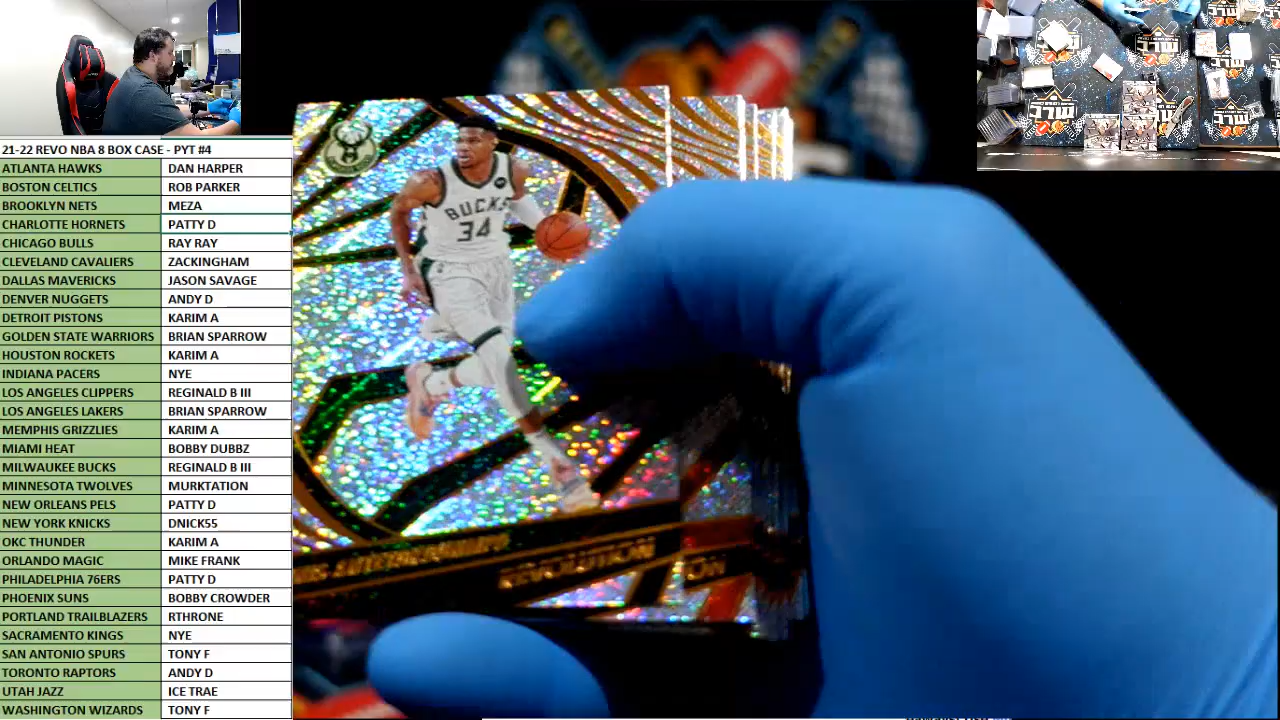 21-22 REVO NBA 8 BOX CASE - PYT #4
ATLANTA HAWKS DAN HARPER
BOSTON CELTICS ROB PARKER
BROOKLYN NETS MEZA
CHARLOTTE HORNETS PATTY D
CHICAGO BULLS RAY RAY
CLEVELAND CAVALIERS ZACKINGHAM
DALLAS MAVERICKS JASON SAVAGE
DENVER NUGGETS ANDY D
DETROIT PISTONS KARIM A
GOLDEN STATE WARRIORS BRIAN SPARROW
HOUSTON ROCKETS KARIM A
INDIANA PACERS NYE
LOS ANGELES CLIPPERS REGINALD B III
LOS ANGELES LAKERS BRIAN SPARROW
MEMPHIS GRIZZLIES KARIM A
MIAMI HEAT BOBBY DUBBZ
MILWAUKEE BUCKS REGINALD B III
MINNESOTA TWOLVES MURKTATION
NEW ORLEANS PELS PATTY D
NEW YORK KNICKS DNICK55
OKC THUNDER KARIM A
ORLANDO MAGIC MIKE FRANK
PHILADELPHIA 76ERS PATTY D
PHOENIX SUNS BOBBY CROWDER
PORTLAND TRAILBLAZERS RTHRONE
SACRAMENTO KINGS NYE
SAN ANTONIO SPURS TONY F
TORONTO RAPTORS ANDY D
UTAH JAZZ ICE TRAE
WASHINGTON WIZARDS TONY F
BUCKS
34
REVOLUTION
ON